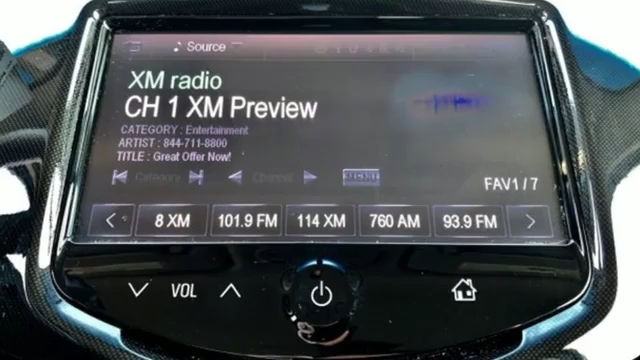 Source
XM radio
CH 1 XM Preview
CATEGORY : Entertainment
ARTIST : 844-711-8800
TITLE : Great Offer Now!
Category Channel
FAV1 / 7
8 XM 101.9 FM 114 XM 760 AM 93.9 FM
VOL